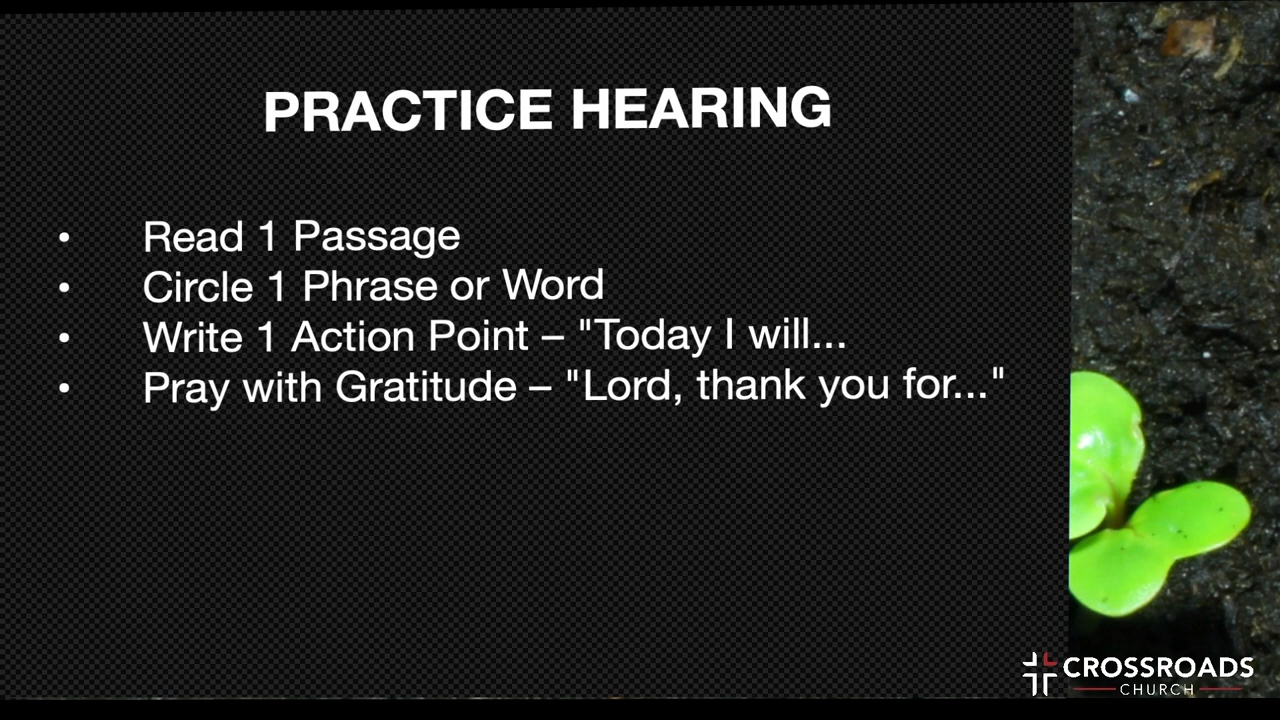 PRACTICE HEARING
• Read 1 Passage
• Circle 1 Phrase or Word
• Write 1 Action Point – "Today I will...
• Pray with Gratitude – "Lord, thank you for..."
CROSSROADS
CHURCH